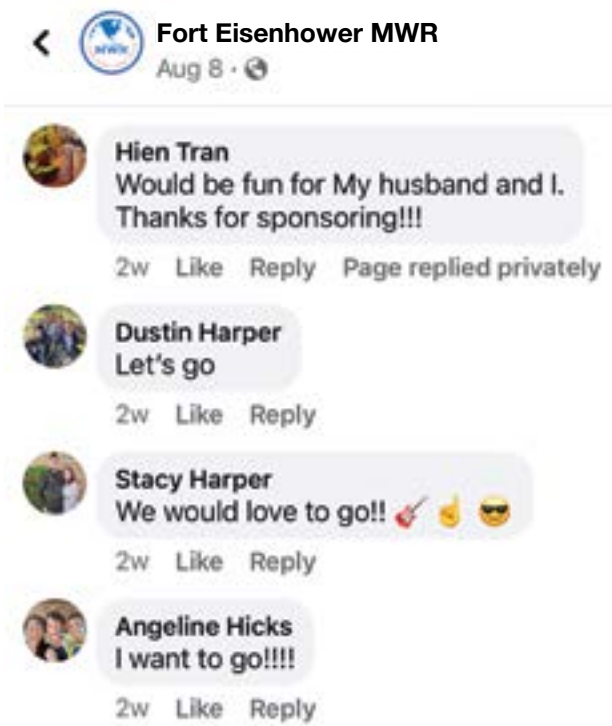 Fort Eisenhower MWR
MWR
Aug 8 ·
Hien Tran
Would be fun for My husband and I.
Thanks for sponsoring!!!
2w Like Reply Page replied privately
Dustin Harper
Let's go
2w Like Reply
Stacy Harper
We would love to go!! 🎸 ☝️ 😎
2w Like Reply
Angeline Hicks
I want to go!!!!
2w Like Reply